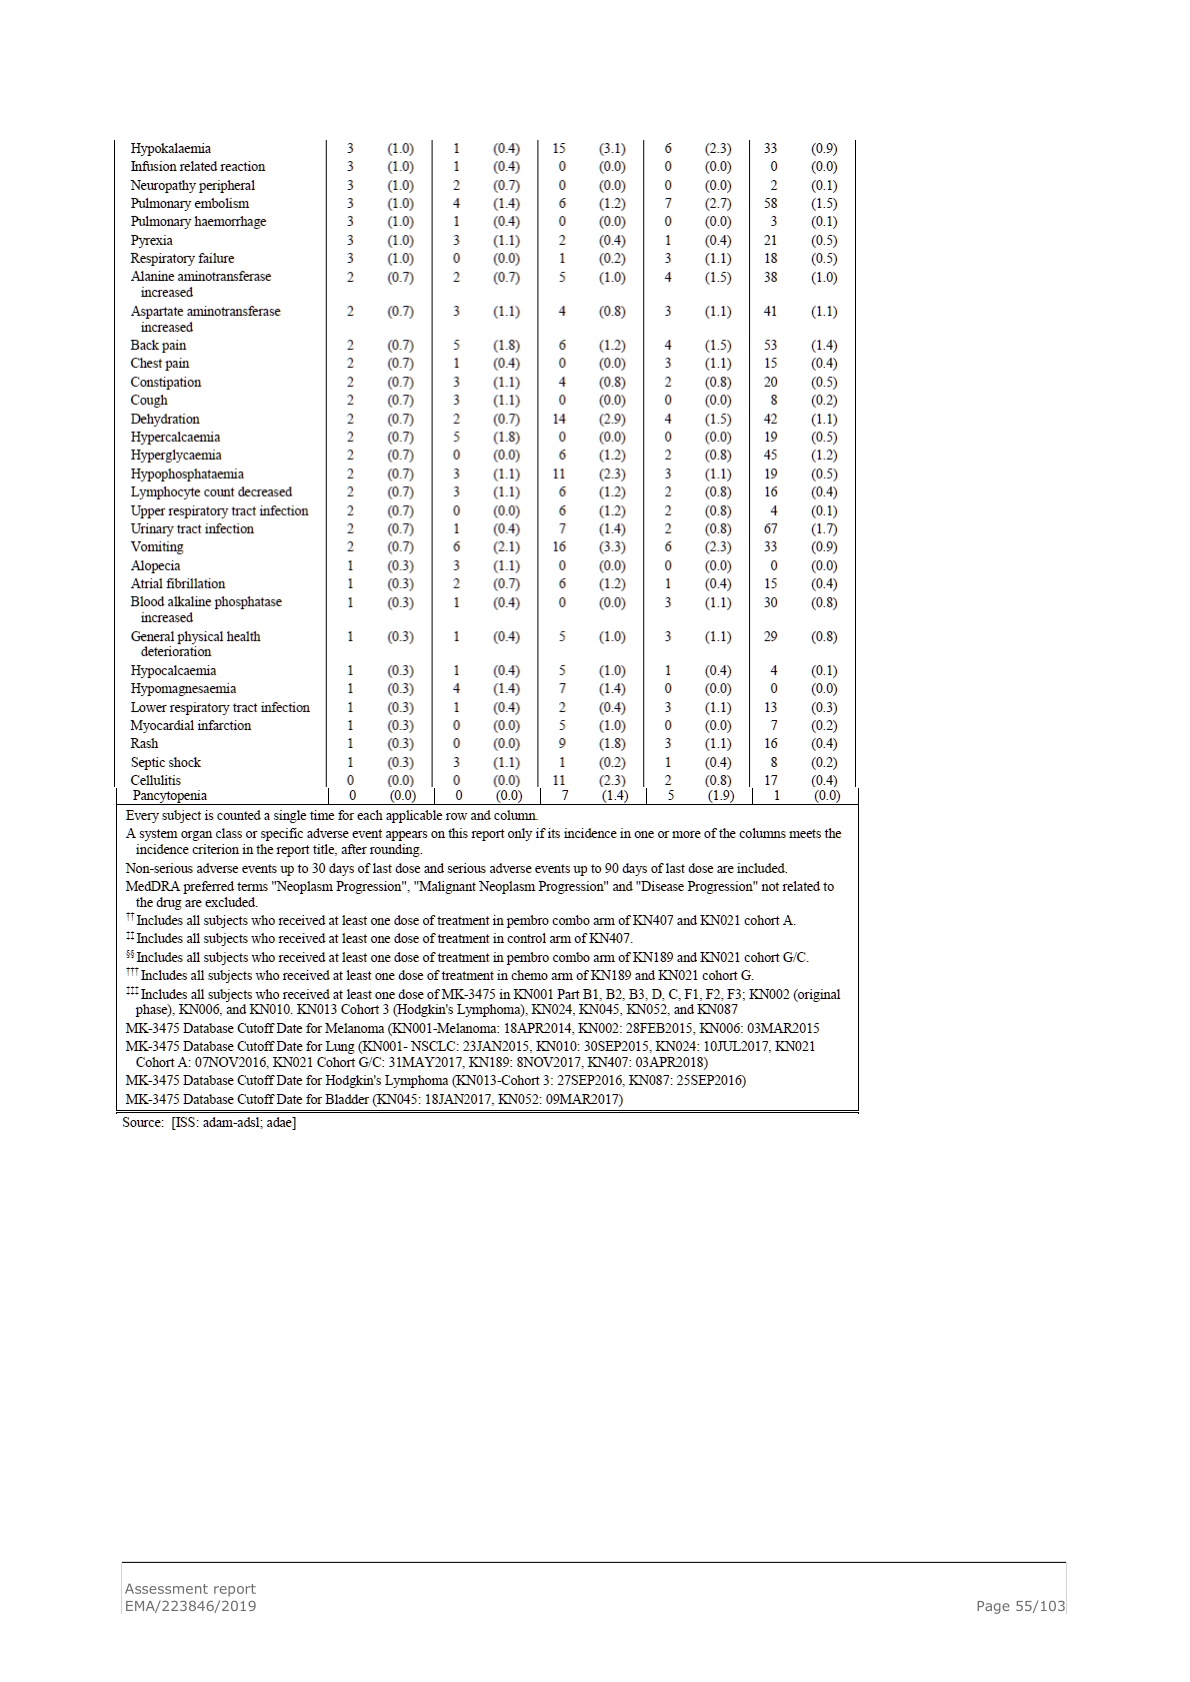 Hypokalaemia 3 (1.0) 1 (0.4) 15 (3.1) 6 (2.3) 33 (0.9)
Infusion related reaction 3 (1.0) 1 (0.4) 0 (0.0) 0 (0.0) 0 (0.0)
Neuropathy peripheral 3 (1.0) 2 (0.7) 0 (0.0) 0 (0.0) 2 (0.1)
Pulmonary embolism 3 (1.0) 4 (1.4) 6 (1.2) 7 (2.7) 58 (1.5)
Pulmonary haemorrhage 3 (1.0) 1 (0.4) 0 (0.0) 0 (0.0) 3 (0.1)
Pyrexia 3 (1.0) 3 (1.1) 2 (0.4) 1 (0.4) 21 (0.5)
Respiratory failure 3 (1.0) 0 (0.0) 1 (0.2) 3 (1.1) 18 (0.5)
Alanine aminotransferase 2 (0.7) 2 (0.7) 5 (1.0) 4 (1.5) 38 (1.0)
increased
Aspartate aminotransferase 2 (0.7) 3 (1.1) 4 (0.8) 3 (1.1) 41 (1.1)
increased
Back pain 2 (0.7) 5 (1.8) 6 (1.2) 4 (1.5) 53 (1.4)
Chest pain 2 (0.7) 1 (0.4) 0 (0.0) 3 (1.1) 15 (0.4)
Constipation 2 (0.7) 3 (1.1) 4 (0.8) 2 (0.8) 20 (0.5)
Cough 2 (0.7) 3 (1.1) 0 (0.0) 0 (0.0) 8 (0.2)
Dehydration 2 (0.7) 2 (0.7) 14 (2.9) 4 (1.5) 42 (1.1)
Hypercalcaemia 2 (0.7) 5 (1.8) 0 (0.0) 0 (0.0) 19 (0.5)
Hyperglycaemia 2 (0.7) 0 (0.0) 6 (1.2) 2 (0.8) 45 (1.2)
Hypophosphataemia 2 (0.7) 3 (1.1) 11 (2.3) 3 (1.1) 19 (0.5)
Lymphocyte count decreased 2 (0.7) 3 (1.1) 6 (1.2) 2 (0.8) 16 (0.4)
Upper respiratory tract infection 2 (0.7) 0 (0.0) 6 (1.2) 2 (0.8) 4 (0.1)
Urinary tract infection 2 (0.7) 1 (0.4) 7 (1.4) 2 (0.8) 67 (1.7)
Vomiting 2 (0.7) 6 (2.1) 16 (3.3) 6 (2.3) 33 (0.9)
Alopecia 1 (0.3) 3 (1.1) 0 (0.0) 0 (0.0) 0 (0.0)
Atrial fibrillation 1 (0.3) 2 (0.7) 6 (1.2) 1 (0.4) 15 (0.4)
Blood alkaline phosphatase 1 (0.3) 1 (0.4) 0 (0.0) 3 (1.1) 30 (0.8)
increased
General physical health 1 (0.3) 1 (0.4) 5 (1.0) 3 (1.1) 29 (0.8)
deterioration
Hypocalcaemia 1 (0.3) 1 (0.4) 5 (1.0) 1 (0.4) 4 (0.1)
Hypomagnesaemia 1 (0.3) 4 (1.4) 7 (1.4) 0 (0.0) 0 (0.0)
Lower respiratory tract infection 1 (0.3) 1 (0.4) 2 (0.4) 3 (1.1) 13 (0.3)
Myocardial infarction 1 (0.3) 0 (0.0) 5 (1.0) 0 (0.0) 7 (0.2)
Rash 1 (0.3) 0 (0.0) 9 (1.8) 3 (1.1) 16 (0.4)
Septic shock 1 (0.3) 3 (1.1) 1 (0.2) 1 (0.4) 8 (0.2)
Cellulitis 0 (0.0) 0 (0.0) 11 (2.3) 2 (0.8) 17 (0.4)
Pancytopenia 0 (0.0) 0 (0.0) 7 (1.4) 5 (1.9) 1 (0.0)
Every subject is counted a single time for each applicable row and column.
A system organ class or specific adverse event appears on this report only if its incidence in one or more of the columns meets the
incidence criterion in the report title, after rounding.
Non-serious adverse events up to 30 days of last dose and serious adverse events up to 90 days of last dose are included.
MedDRA preferred terms "Neoplasm Progression", "Malignant Neoplasm Progression" and "Disease Progression" not related to
the drug are excluded.
†† Includes all subjects who received at least one dose of treatment in pembro combo arm of KN407 and KN021 cohort A.
‡‡ Includes all subjects who received at least one dose of treatment in control arm of KN407.
§§ Includes all subjects who received at least one dose of treatment in pembro combo arm of KN189 and KN021 cohort G/C.
††† Includes all subjects who received at least one dose of treatment in chemo arm of KN189 and KN021 cohort G.
‡‡‡ Includes all subjects who received at least one dose of MK-3475 in KN001 Part B1, B2, B3, D, C, F1, F2, F3; KN002 (original
phase), KN006, and KN010. KN013 Cohort 3 (Hodgkin's Lymphoma), KN024, KN045, KN052, and KN087
MK-3475 Database Cutoff Date for Melanoma (KN001-Melanoma: 18APR2014, KN002: 28FEB2015, KN006: 03MAR2015
MK-3475 Database Cutoff Date for Lung (KN001- NSCLC: 23JAN2015, KN010: 30SEP2015, KN024: 10JUL2017, KN021
Cohort A: 07NOV2016, KN021 Cohort G/C: 31MAY2017, KN189: 8NOV2017, KN407: 03APR2018)
MK-3475 Database Cutoff Date for Hodgkin's Lymphoma (KN013-Cohort 3: 27SEP2016, KN087: 25SEP2016)
MK-3475 Database Cutoff Date for Bladder (KN045: 18JAN2017, KN052: 09MAR2017)
Source: [ISS: adam-adsl; adae]
Assessment report
EMA/223846/2019 Page 55/103